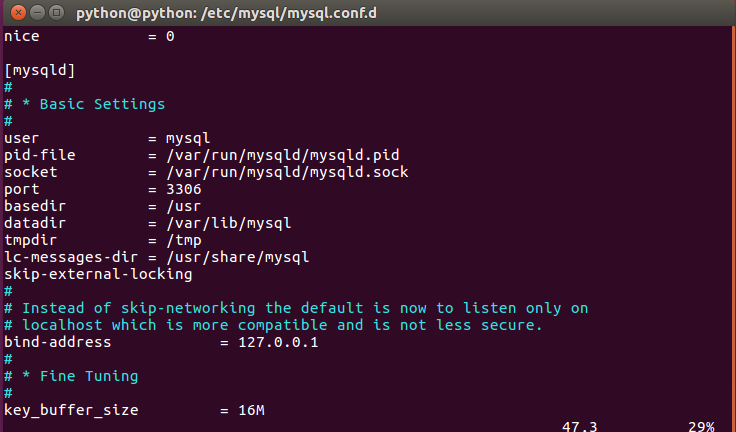 python@python: /etc/mysql/mysql.conf.d
nice            = 0
[mysqld]
#
# * Basic Settings
#
user            = mysql
pid-file        = /var/run/mysqld/mysqld.pid
socket          = /var/run/mysqld/mysqld.sock
port            = 3306
basedir         = /usr
datadir         = /var/lib/mysql
tmpdir          = /tmp
lc-messages-dir = /usr/share/mysql
skip-external-locking
#
# Instead of skip-networking the default is now to listen only on
# localhost which is more compatible and is not less secure.
bind-address            = 127.0.0.1
#
# * Fine Tuning
#
key_buffer_size         = 16M
47,3          29%